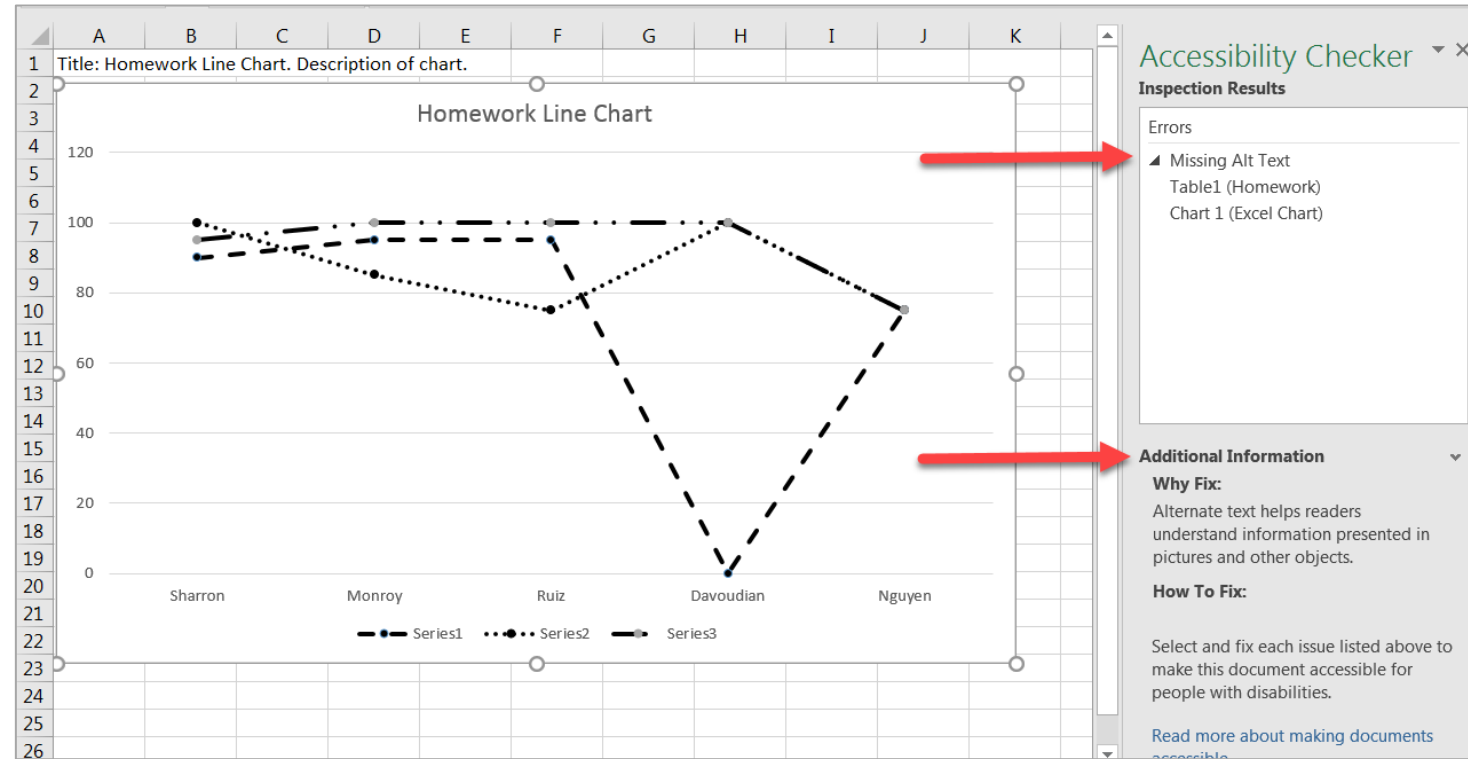 A B C D E F G H I J K
1 Title: Homework Line Chart. Description of chart.
2
3
4
5
6
7
8
9
10
11
12
13
14
15
16
17
18
19
20
21
22
23
24
25
26
Homework Line Chart
120
100
80
60
40
20
0
Sharron Monroy Ruiz Davoudian Nguyen
Series1 Series2 Series3
Accessibility Checker
Inspection Results
Errors
Missing Alt Text
Table1 (Homework)
Chart 1 (Excel Chart)
Additional Information
Why Fix:
Alternate text helps readers
understand information presented in
pictures and other objects.
How To Fix:
Select and fix each issue listed above to
make this document accessible for
people with disabilities.
Read more about making documents
accessible